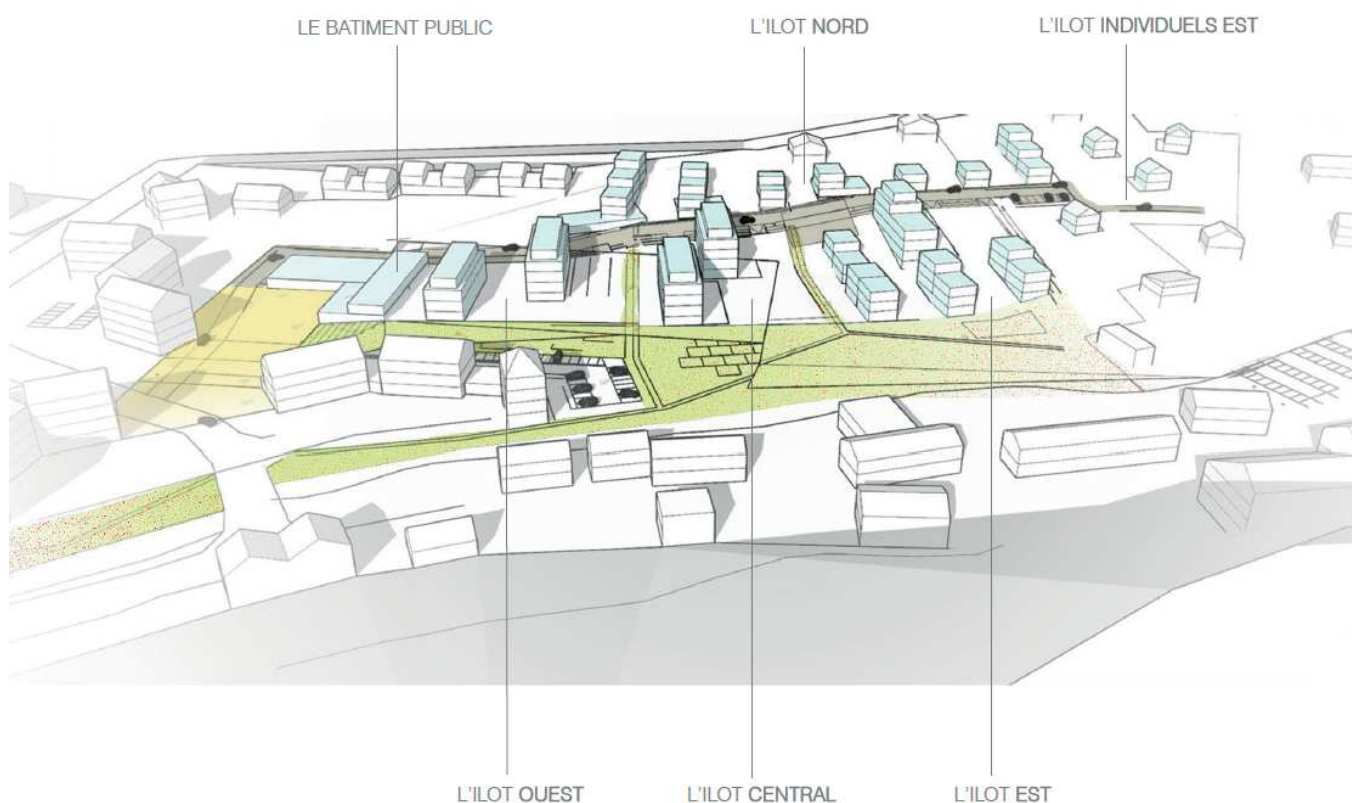 LE BATIMENT PUBLIC
L'ILOT NORD
L'ILOT INDIVIDUELS EST
L'ILOT OUEST
L'ILOT CENTRAL
L'ILOT EST